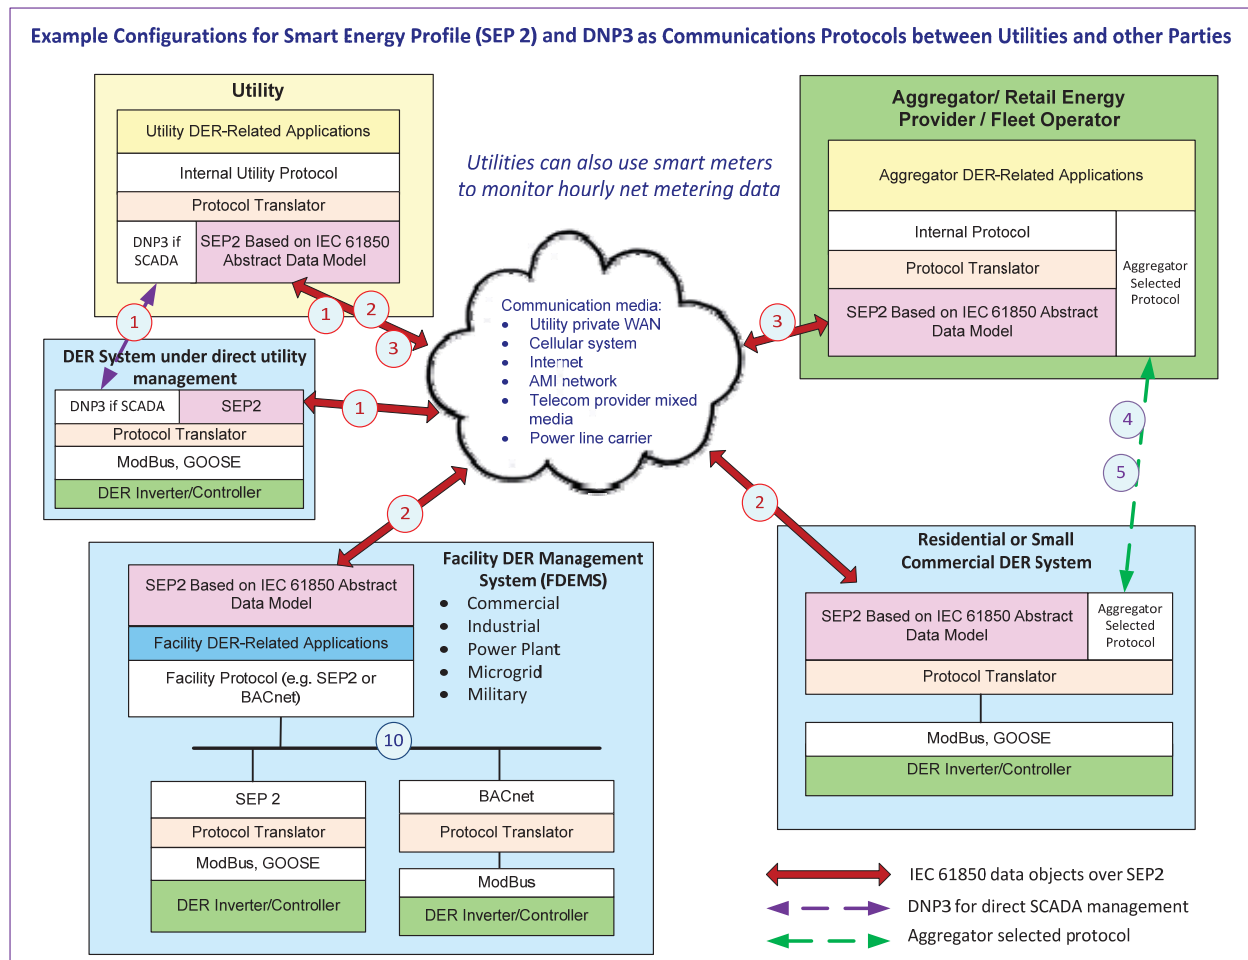 Example Configurations for Smart Energy Profile (SEP 2) and DNP3 as Communications Protocols between Utilities and other Parties
Utility
Utility DER-Related Applications
Internal Utility Protocol
Protocol Translator
DNP3 if
SCADA
SEP2 Based on IEC 61850
Abstract Data Model
Utilities can also use smart meters
to monitor hourly net metering data
Aggregator/ Retail Energy
Provider / Fleet Operator
Aggregator DER-Related Applications
Internal Protocol
Protocol Translator
SEP2 Based on IEC 61850 Abstract
Data Model
Aggregator
Selected
Protocol
1
1
2
3
3
Communication media:
• Utility private WAN
• Cellular system
• Internet
• AMI network
• Telecom provider mixed
media
• Power line carrier
DER System under direct utility
management
DNP3 if SCADA
SEP2
Protocol Translator
ModBus, GOOSE
DER Inverter/Controller
1
4
5
2
2
Facility DER Management
System (FDEMS)
• Commercial
• Industrial
• Power Plant
• Microgrid
• Military
SEP2 Based on IEC 61850 Abstract
Data Model
Facility DER-Related Applications
Facility Protocol (e.g. SEP2 or
BACnet)
10
SEP 2
Protocol Translator
ModBus, GOOSE
DER Inverter/Controller
BACnet
Protocol Translator
ModBus
DER Inverter/Controller
Residential or Small
Commercial DER System
SEP2 Based on IEC 61850 Abstract
Data Model
Aggregator
Selected
Protocol
Protocol Translator
ModBus, GOOSE
DER Inverter/Controller
IEC 61850 data objects over SEP2
DNP3 for direct SCADA management
Aggregator selected protocol